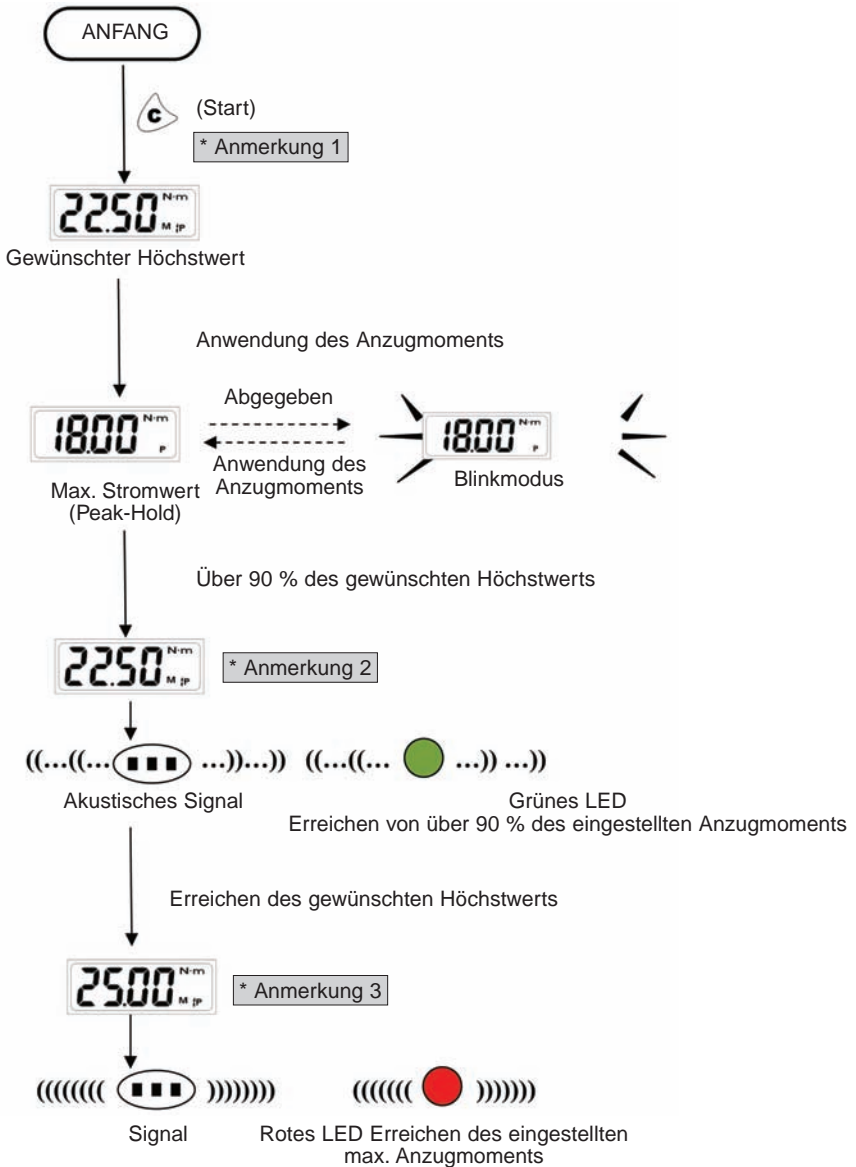 ANFANG
C
(Start)
* Anmerkung 1
22.50 N·m
M P
Gewünschter Höchstwert
Anwendung des Anzugmoments
18.00 N·m
P
Max. Stromwert
(Peak-Hold)
Abgegeben
Anwendung des
Anzugmoments
18.00 N·m
P
Blinkmodus
Über 90 % des gewünschten Höchstwerts
22.50 N·m
M P
* Anmerkung 2
((...((... ...))...)) ((...((... ...)) ...))
Akustisches Signal
Grünes LED
Erreichen von über 90 % des eingestellten Anzugmoments
Erreichen des gewünschten Höchstwerts
25.00 N·m
M P
* Anmerkung 3
(((((((( )))))))) ((((((( )))))))
Signal
Rotes LED Erreichen des eingestellten
max. Anzugmoments